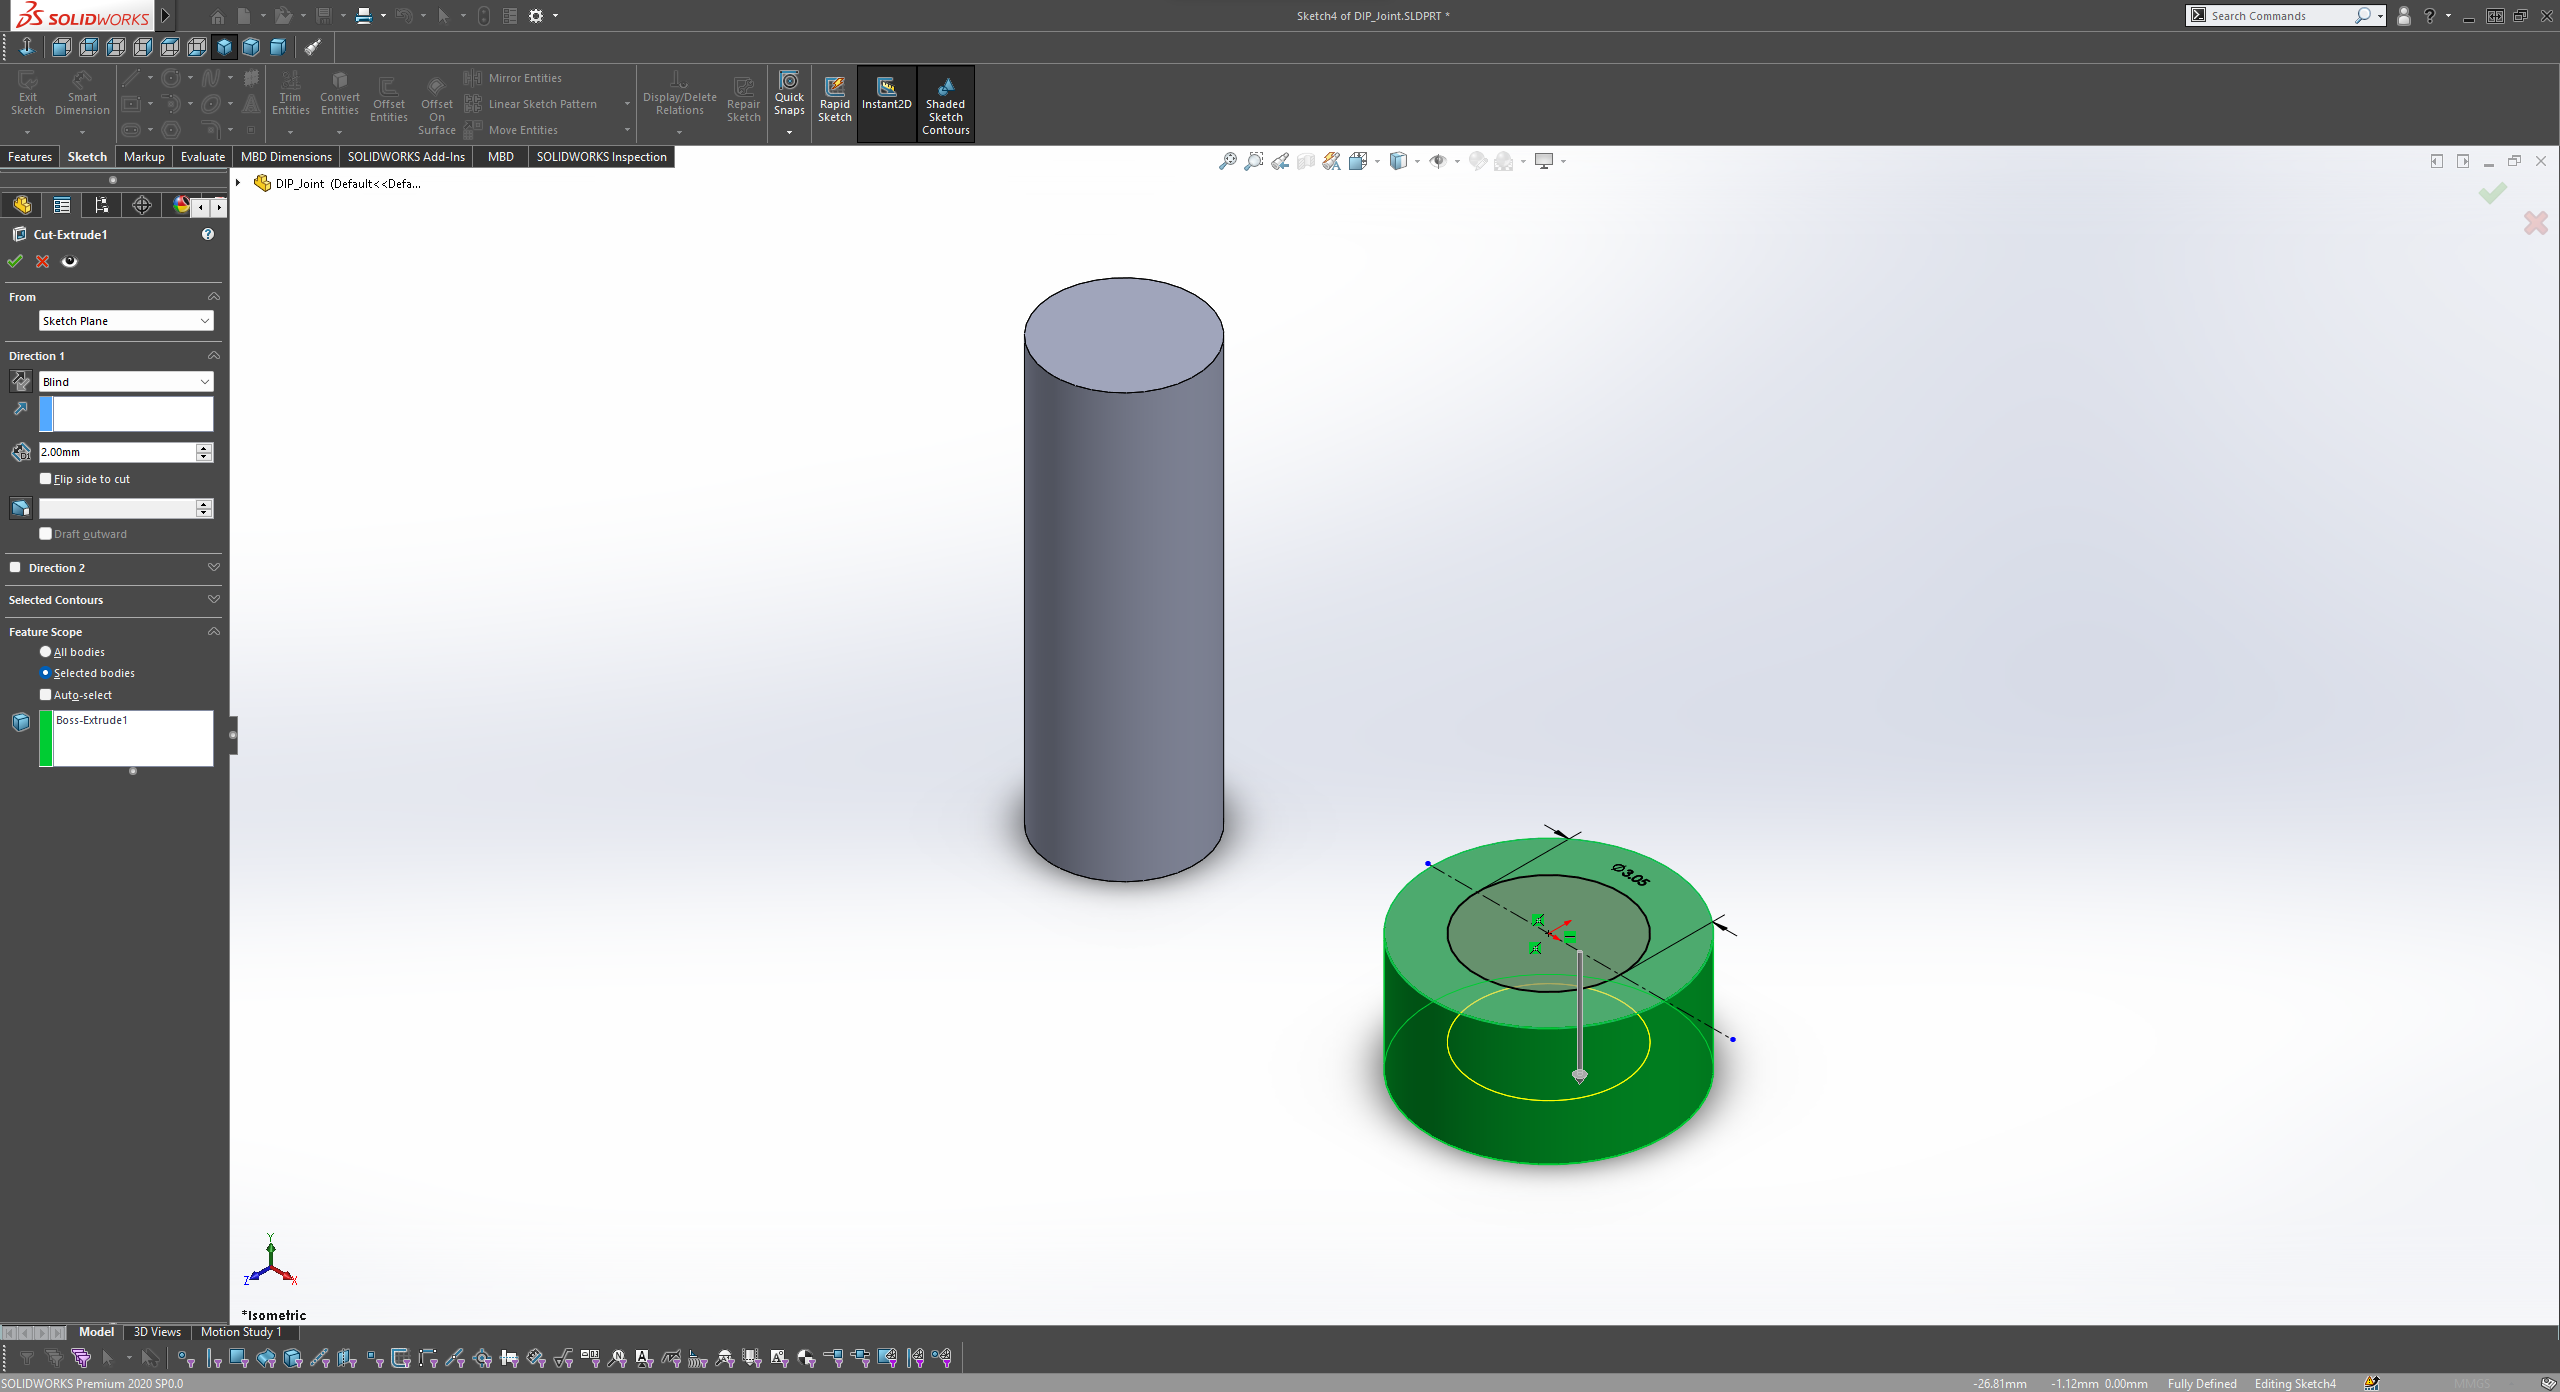 SOLIDWORKS
Sketch4 of DIP_Joint.SLDPRT *
Search Commands
Exit Sketch
Smart Dimension
Trim Entities
Convert Entities
Offset Entities
Offset On Surface
Mirror Entities
Linear Sketch Pattern
Move Entities
Display/Delete Relations
Repair Sketch
Quick Snaps
Rapid Sketch
Instant2D
Shaded Sketch Contours
Features Sketch Markup Evaluate MBD Dimensions SOLIDWORKS Add-Ins MBD SOLIDWORKS Inspection
DIP_Joint (Default<<Defa...
Cut-Extrude1
From
Sketch Plane
Direction 1
Blind
2.00mm
Flip side to cut
Draft outward
Direction 2
Selected Contours
Feature Scope
All bodies
Selected bodies
Auto-select
Boss-Extrude1
Ø3.05
Y
Z
X
*Isometric
Model 3D Views Motion Study 1
SOLIDWORKS Premium 2020 SP0.0
-26.81mm -1.12mm 0.00mm Fully Defined Editing Sketch4 MMGS